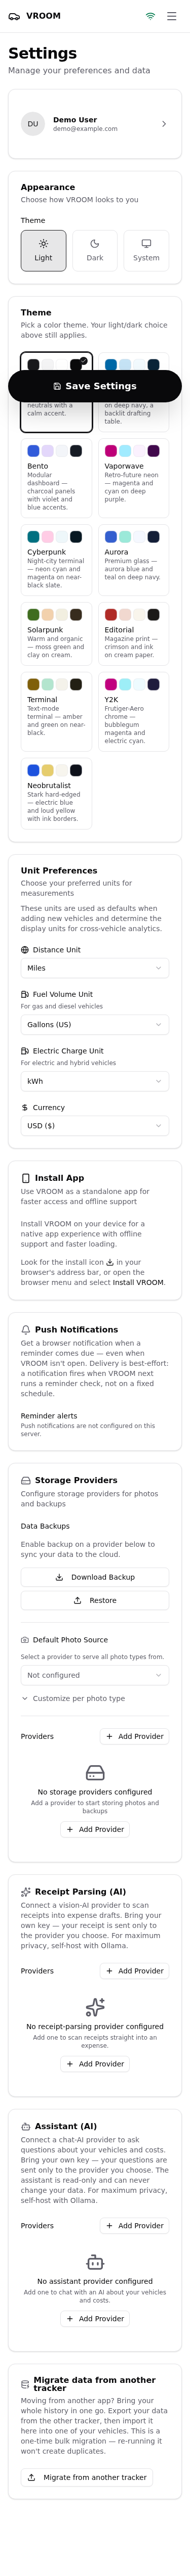 VROOM
Settings
Manage your preferences and data
DU
Demo User
demo@example.com
Appearance
How VROOM looks to you
Theme
Light
Dark
System
Theme
Pick a color theme. Your light/dark choice
above still applies.
Save Settings
neutrals with a
calm accent.
on deep navy, a
backlit drafting
table.
Bento
Modular
dashboard —
charcoal panels
with violet and
blue accents.
Vaporwave
Retro-future neon
— magenta and
cyan on deep
purple.
Cyberpunk
Night-city terminal
— neon cyan and
magenta on near-
black slate.
Aurora
Premium glass —
aurora blue and
teal on deep navy.
Solarpunk
Warm and organic
— moss green and
clay on cream.
Editorial
Magazine print —
crimson and ink
on cream paper.
Terminal
Text-mode
terminal — amber
and green on near-
black.
Y2K
Frutiger-Aero
chrome —
bubblegum
magenta and
electric cyan.
Neobrutalist
Stark hard-edged
— electric blue
and loud yellow
with ink borders.
Unit Preferences
Choose your preferred units for
measurements
These units are used as defaults when
adding new vehicles and determine the
display units for cross-vehicle analytics.
Distance Unit
Miles
Fuel Volume Unit
For gas and diesel vehicles
Gallons (US)
Electric Charge Unit
For electric and hybrid vehicles
kWh
Currency
USD ($)
Install App
Use VROOM as a standalone app for
faster access and offline support
Install VROOM on your device for a
native app experience with offline
support and faster loading.
Look for the install icon in your
browser's address bar, or open the
browser menu and select Install VROOM.
Push Notifications
Get a browser notification when a
reminder comes due — even when
VROOM isn't open. Delivery is best-effort:
a notification fires when VROOM next
runs a reminder check, not on a fixed
schedule.
Reminder alerts
Push notifications are not configured on this
server.
Storage Providers
Configure storage providers for photos
and backups
Data Backups
Enable backup on a provider below to
sync your data to the cloud.
Download Backup
Restore
Default Photo Source
Select a provider to serve all photo types from.
Not configured
Customize per photo type
Providers
Add Provider
No storage providers configured
Add a provider to start storing photos and
backups
Add Provider
Receipt Parsing (AI)
Connect a vision-AI provider to scan
receipts into expense drafts. Bring your
own key — your receipt is sent only to
the provider you choose. For maximum
privacy, self-host with Ollama.
Providers
Add Provider
No receipt-parsing provider configured
Add one to scan receipts straight into an
expense.
Add Provider
Assistant (AI)
Connect a chat-AI provider to ask
questions about your vehicles and costs.
Bring your own key — your questions are
sent only to the provider you choose. The
assistant is read-only and can never
change your data. For maximum privacy,
self-host with Ollama.
Providers
Add Provider
No assistant provider configured
Add one to chat with an AI about your vehicles
and costs.
Add Provider
Migrate data from another
tracker
Moving from another app? Bring your
whole history in one go. Export your data
from the other tracker, then import it
here into one of your vehicles. This is a
one-time bulk migration — re-running it
won't create duplicates.
Migrate from another tracker